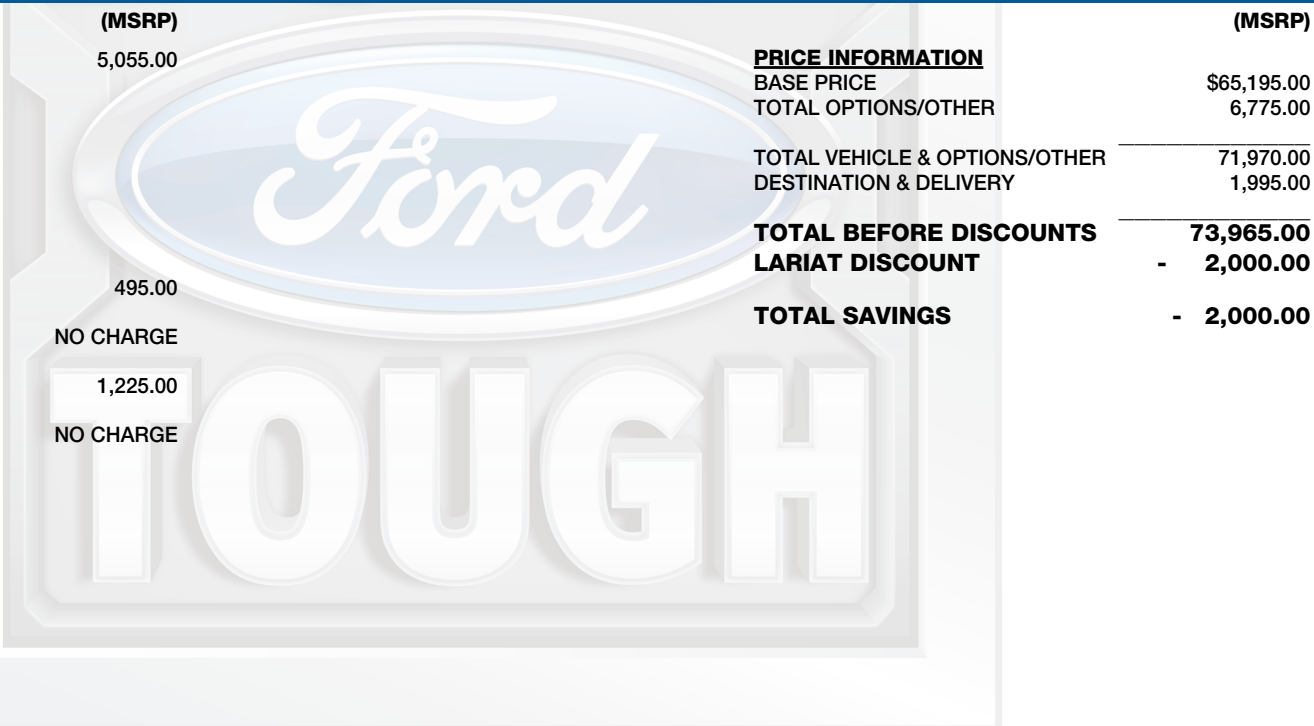 (MSRP)
5,055.00
495.00
NO CHARGE
1,225.00
NO CHARGE
Ford
TOUGH
(MSRP)
PRICE INFORMATION
BASE PRICE $65,195.00
TOTAL OPTIONS/OTHER 6,775.00
TOTAL VEHICLE & OPTIONS/OTHER 71,970.00
DESTINATION & DELIVERY 1,995.00
TOTAL BEFORE DISCOUNTS 73,965.00
LARIAT DISCOUNT - 2,000.00
TOTAL SAVINGS - 2,000.00